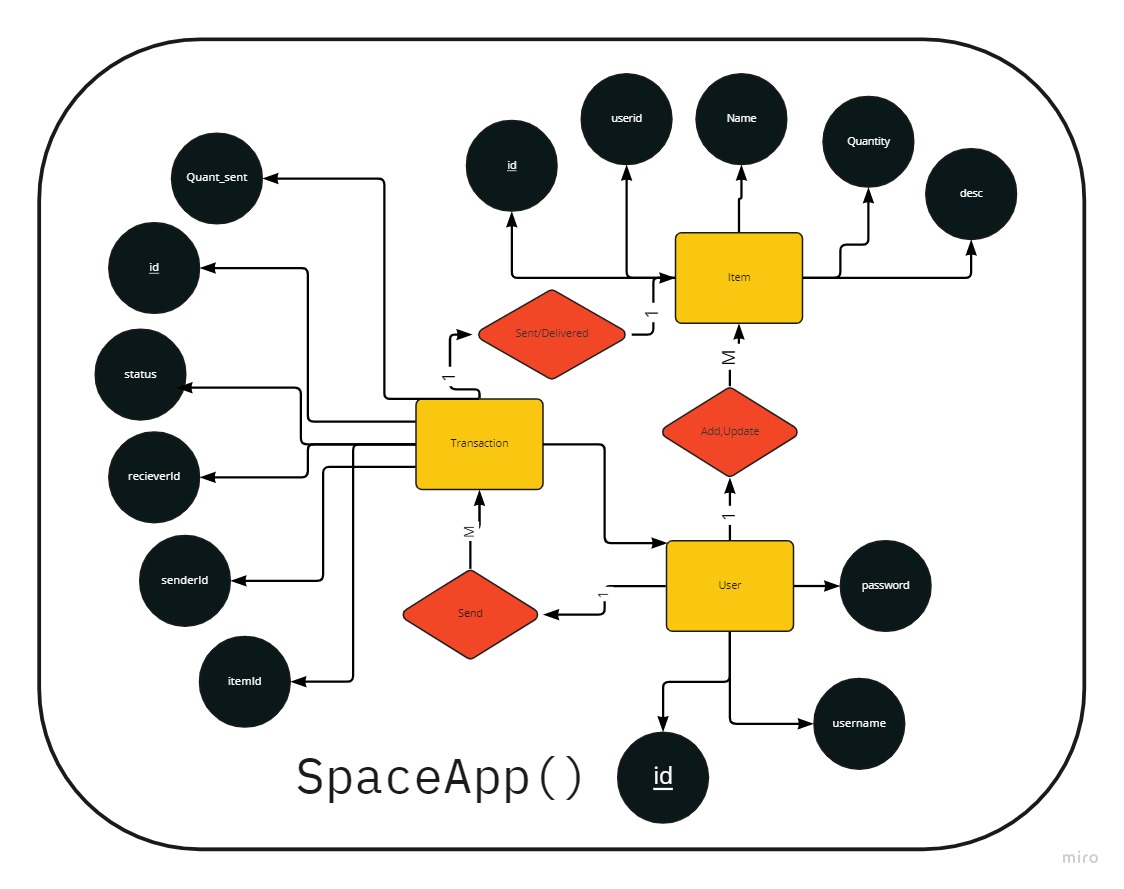 userid
Name
Quantity
id
Quant_sent
desc
id
Item
1
Sent/Delivered
M
status
1
Add,Update
Transaction
recieverId
1
M
senderId
User
password
1
Send
itemId
username
SpaceApp()
id
miro